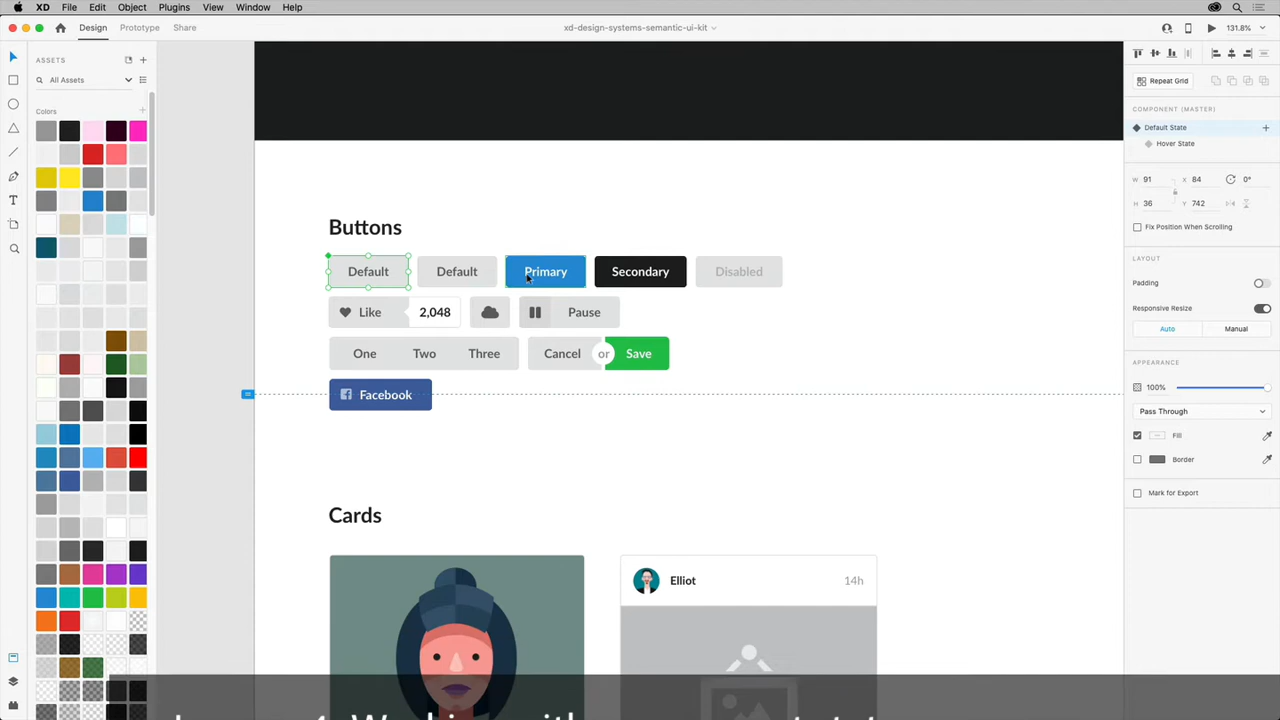 XD File Edit Object Plugins View Window Help
Design Prototype Share xd-design-systems-semantic-ui-kit 131.8%
ASSETS
All Assets
Colors
Buttons
Default Default Primary Secondary Disabled
Like 2,048 Pause
One Two Three Cancel or Save
Facebook
Cards
Elliot 14h
Repeat Grid
COMPONENT (MASTER)
Default State
Hover State
W 91 X 84 0°
H 36 Y 742
Fix Position When Scrolling
LAYOUT
Padding
Responsive Resize
Auto Manual
APPEARANCE
100%
Pass Through
Fill
Border
Mark for Export